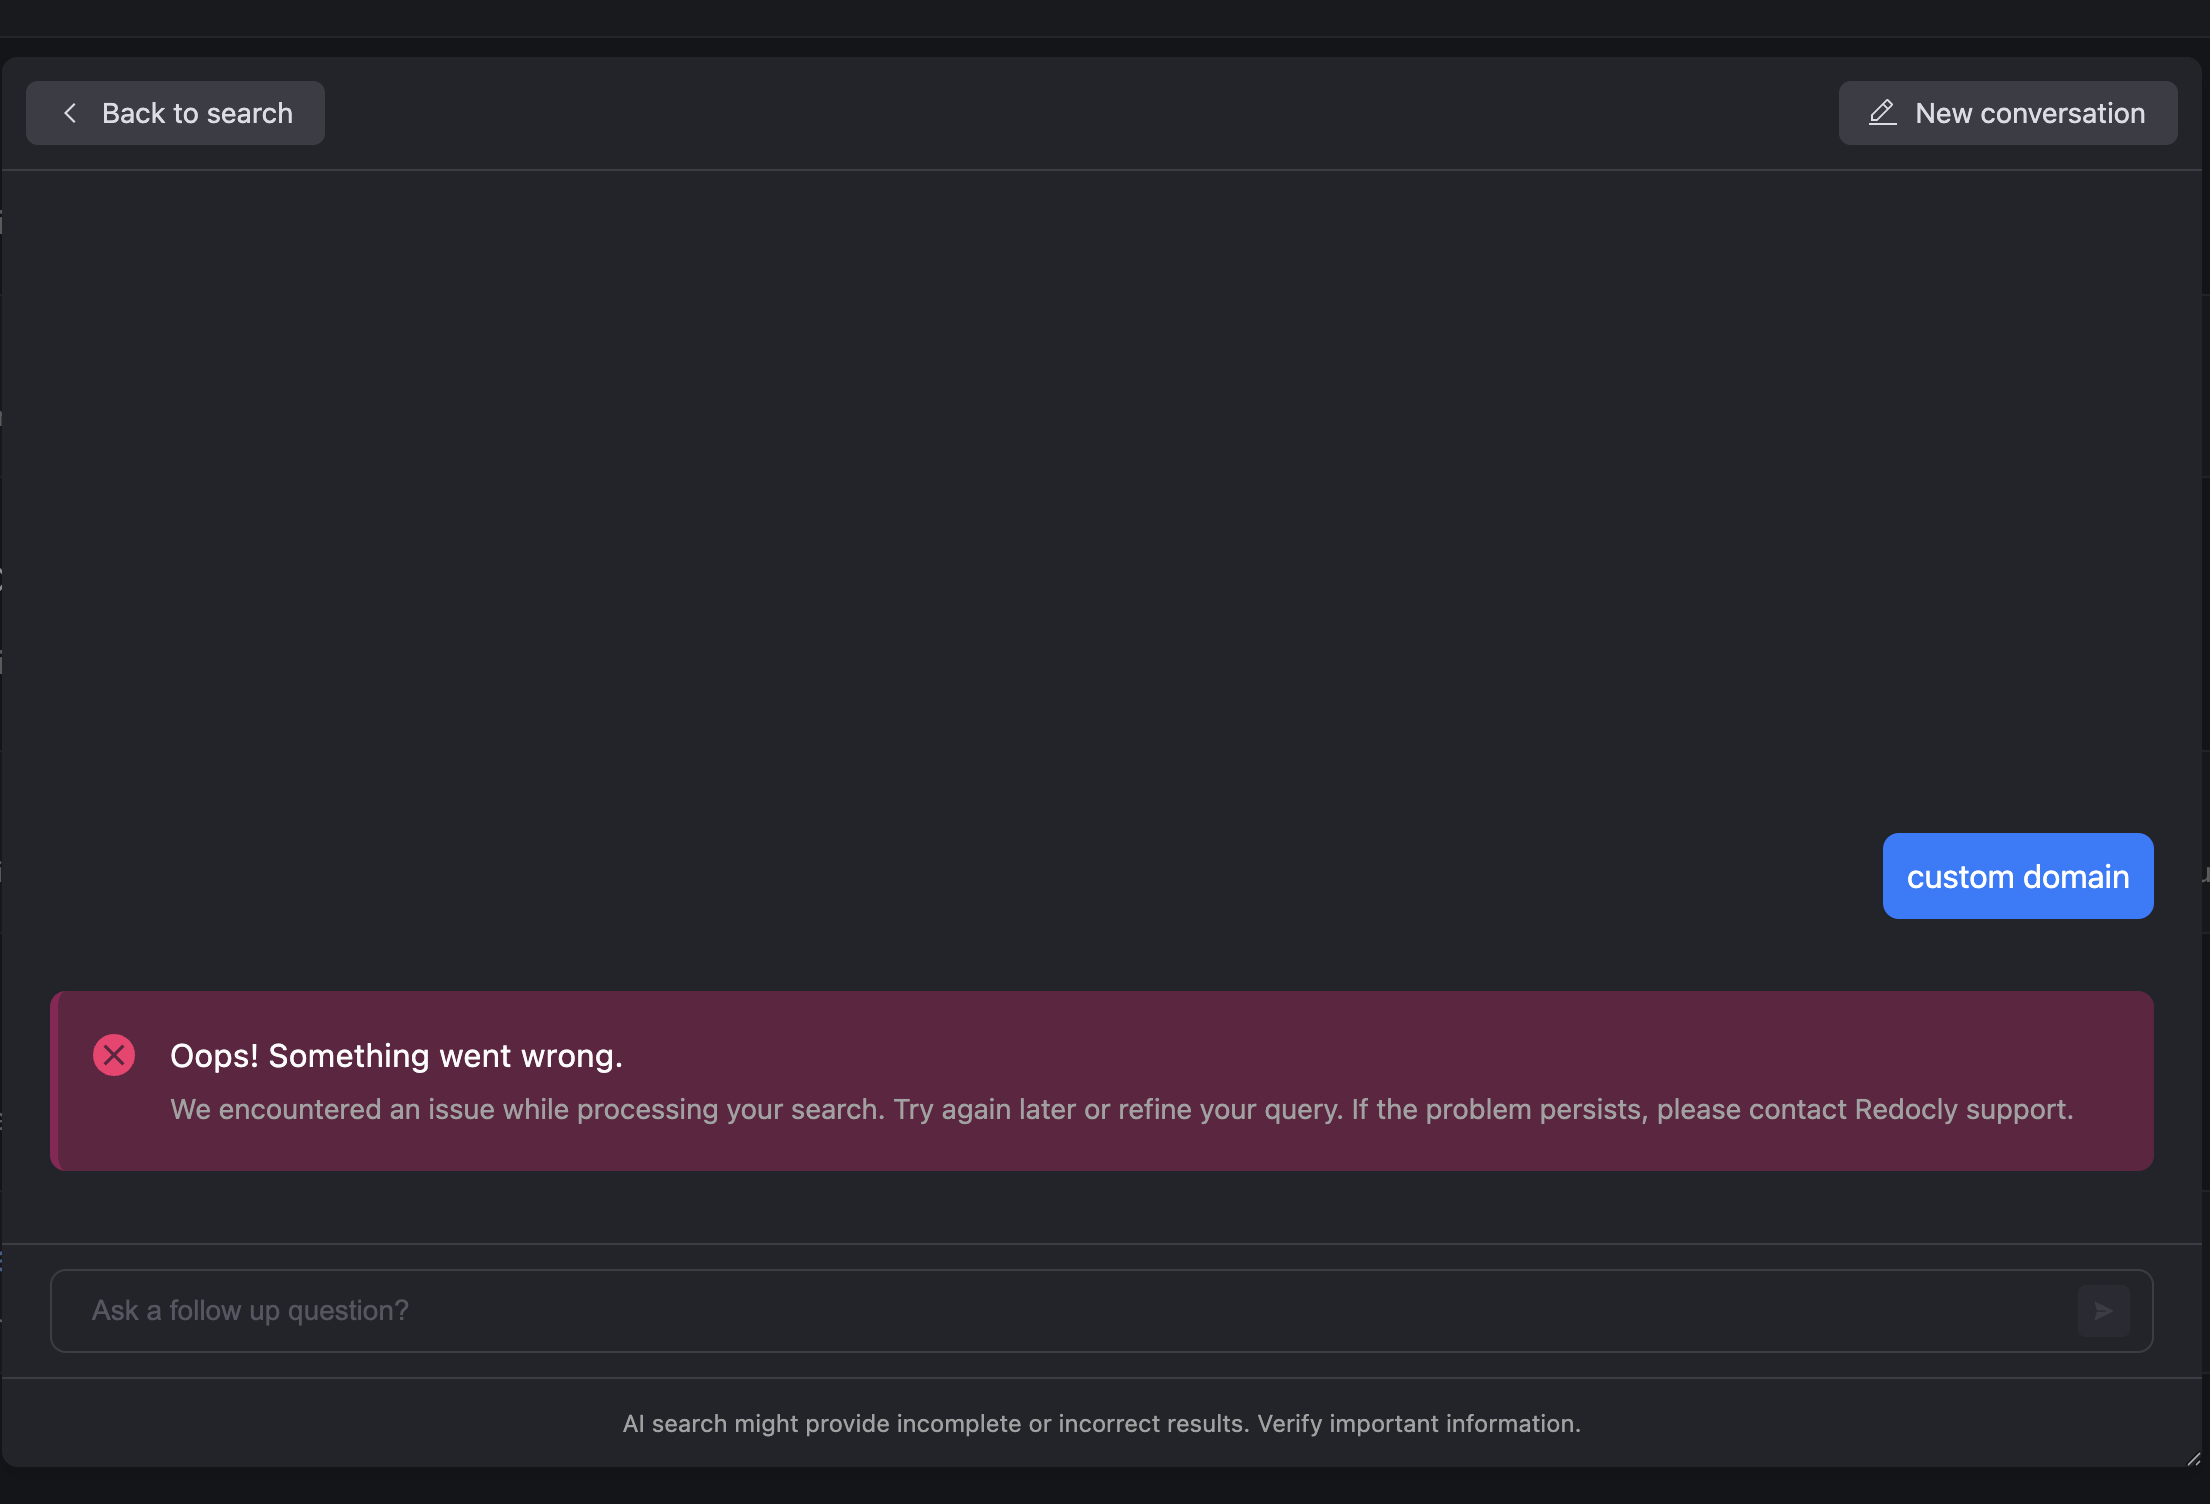 Back to search
New conversation
custom domain
Oops! Something went wrong.
We encountered an issue while processing your search. Try again later or refine your query. If the problem persists, please contact Redocly support.
Ask a follow up question?
AI search might provide incomplete or incorrect results. Verify important information.